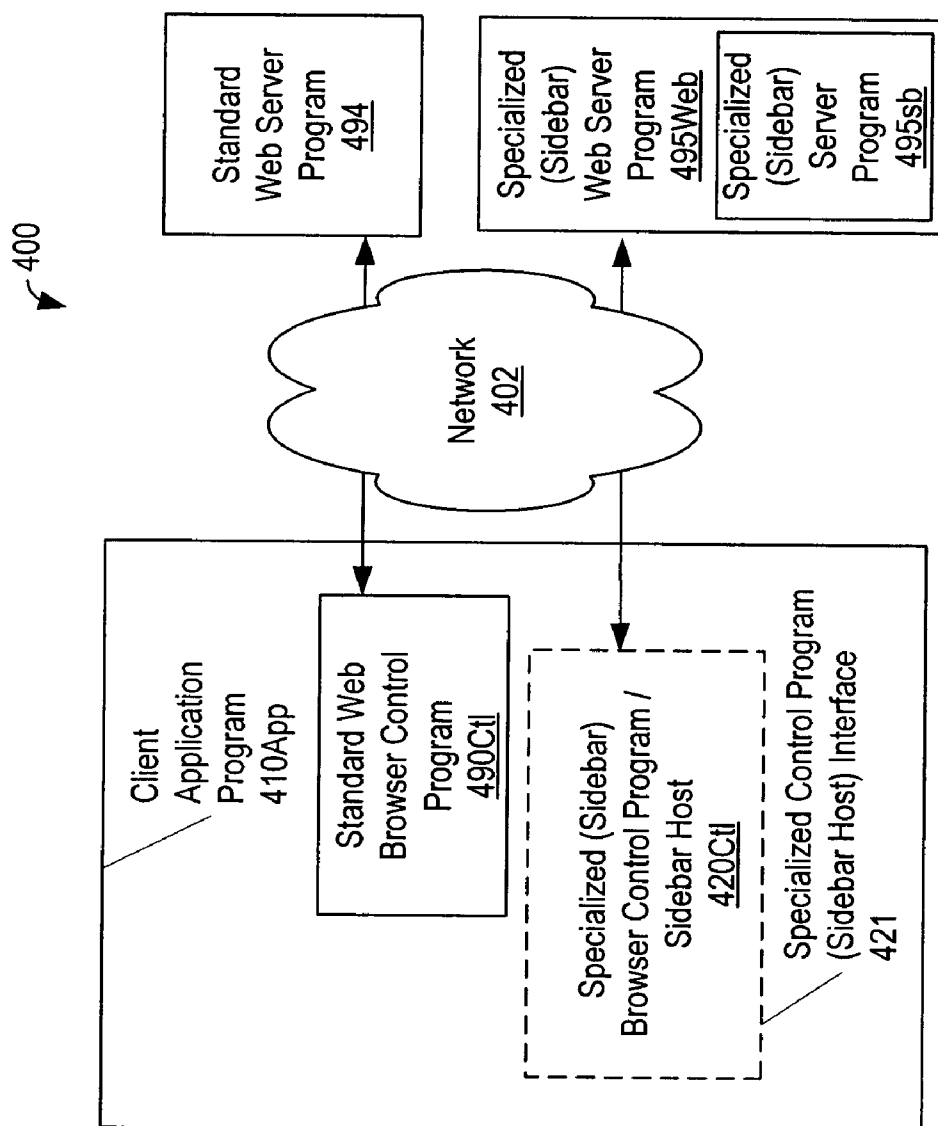 400
Client
Application
Program
410App
Standard Web
Browser Control
Program
490Ctl
Specialized (Sidebar)
Browser Control Program /
Sidebar Host
420Ctl
Specialized Control Program
(Sidebar Host) Interface
421
Network
402
Standard
Web Server
Program
494
Specialized
(Sidebar)
Web Server
Program
495Web
Specialized
(Sidebar)
Server
Program
495sb